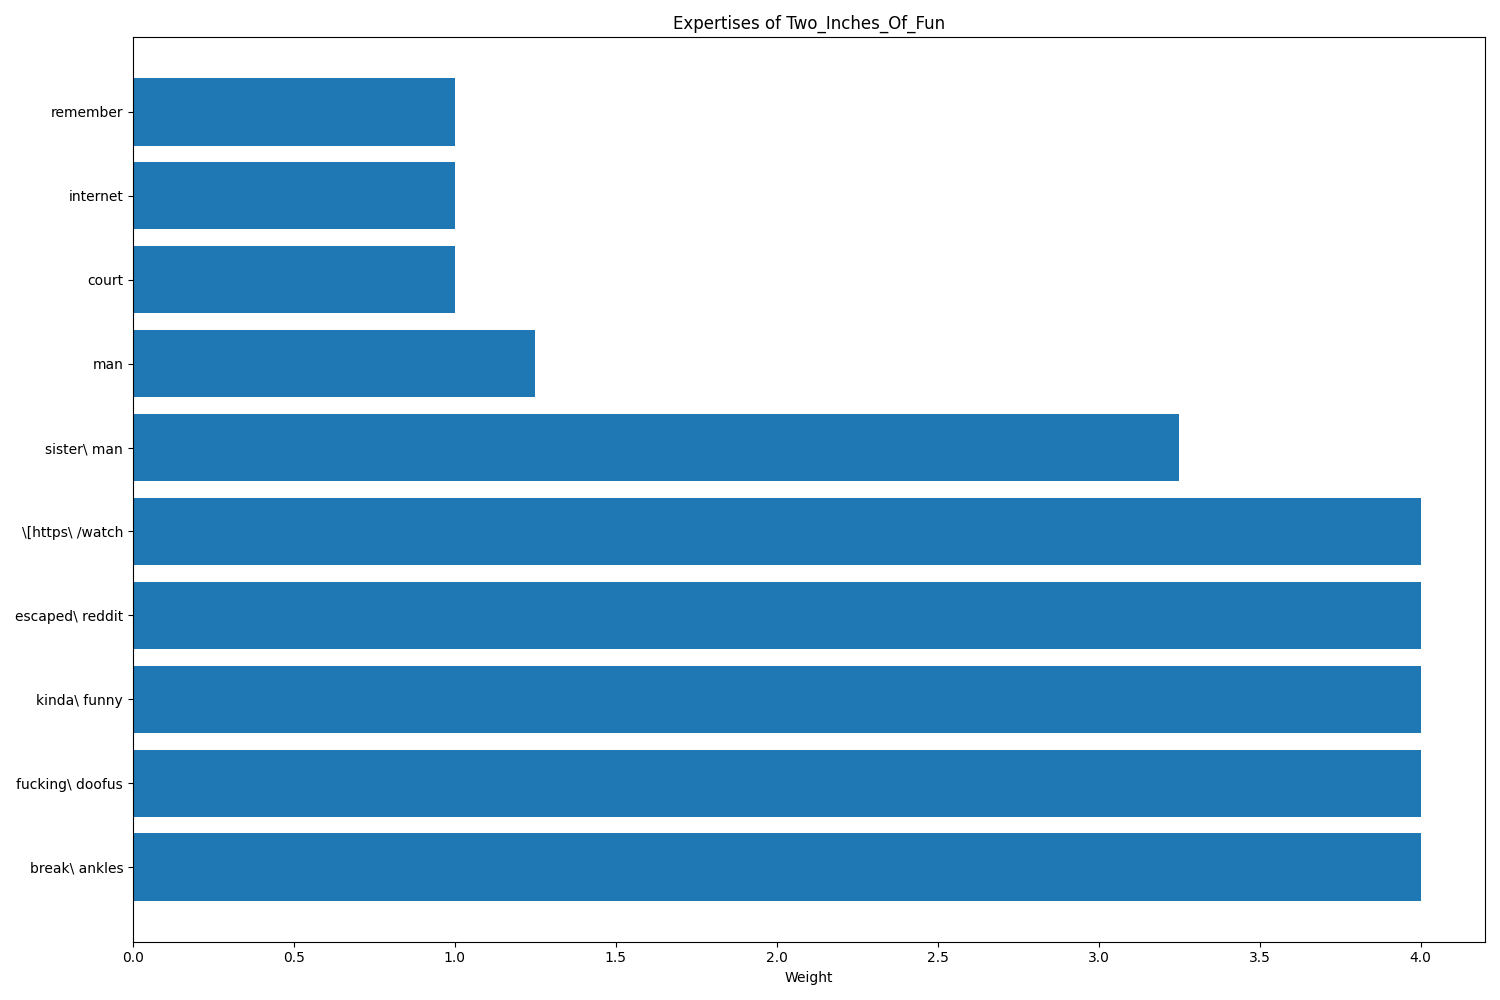 Expertises of Two_Inches_Of_Fun
remember
internet
court
man
sister\ man
\[https\ /watch
escaped\ reddit
kinda\ funny
fucking\ doofus
break\ ankles
0.0 0.5 1.0 1.5 2.0 2.5 3.0 3.5 4.0
Weight